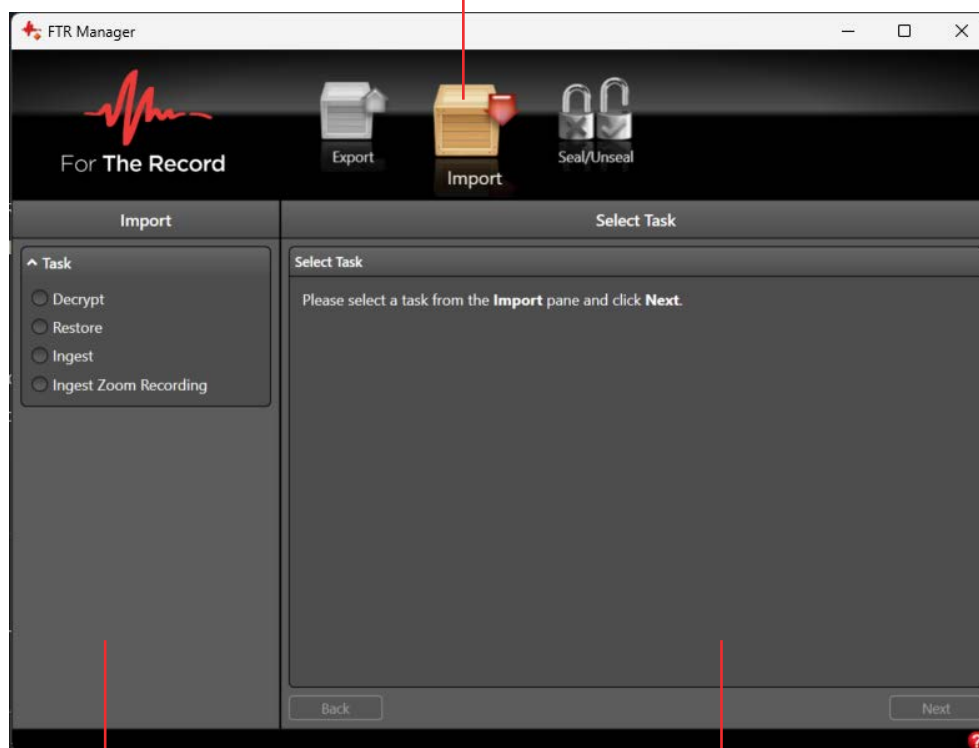 FTR Manager
For The Record
Export
Import
Seal/Unseal
Import
Select Task
Task
Decrypt
Restore
Ingest
Ingest Zoom Recording
Select Task
Please select a task from the Import pane and click Next.
Back
Next
?